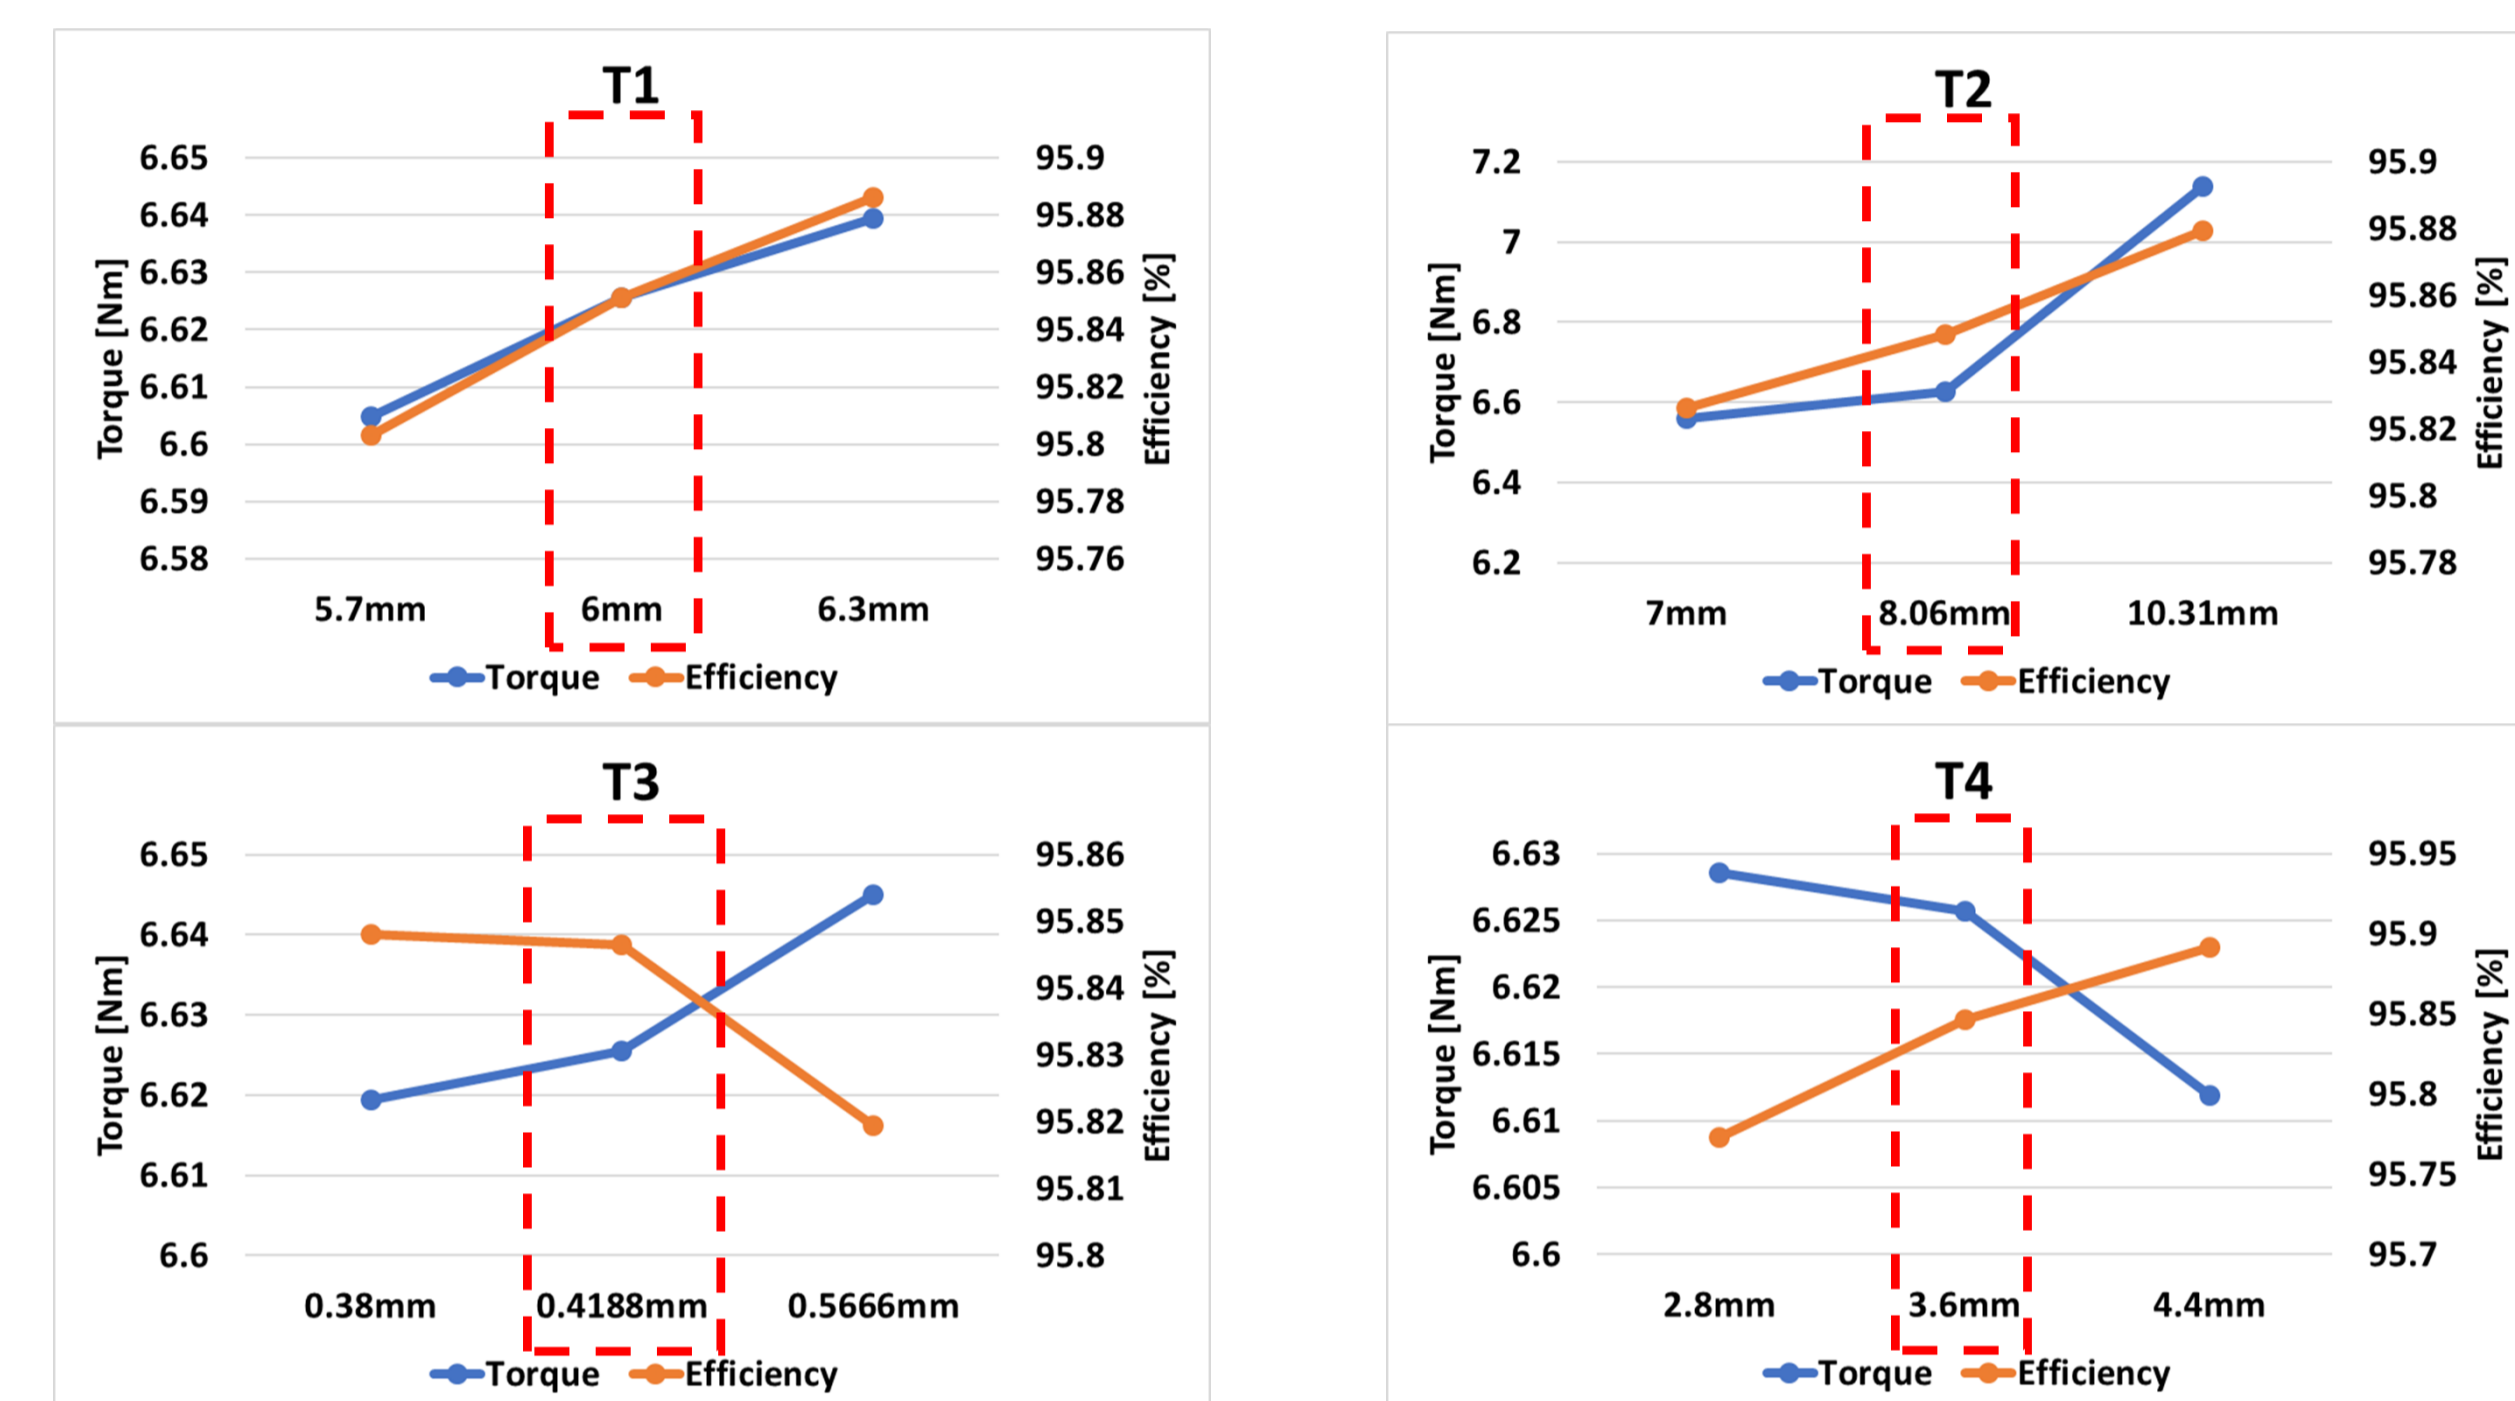 T1
6.65
6.64
6.63
6.62
6.61
6.6
6.59
6.58
Torque [Nm]
95.9
95.88
95.86
95.84
95.82
95.8
95.78
95.76
Efficiency [%]
5.7mm 6mm 6.3mm
Torque Efficiency
T2
7.2
7
6.8
6.6
6.4
6.2
Torque [Nm]
95.9
95.88
95.86
95.84
95.82
95.8
95.78
Efficiency [%]
7mm 8.06mm 10.31mm
Torque Efficiency
T3
6.65
6.64
6.63
6.62
6.61
6.6
Torque [Nm]
95.86
95.85
95.84
95.83
95.82
95.81
95.8
Efficiency [%]
0.38mm 0.4188mm 0.5666mm
Torque Efficiency
T4
6.63
6.625
6.62
6.615
6.61
6.605
6.6
Torque [Nm]
95.95
95.9
95.85
95.8
95.75
95.7
Efficiency [%]
2.8mm 3.6mm 4.4mm
Torque Efficiency